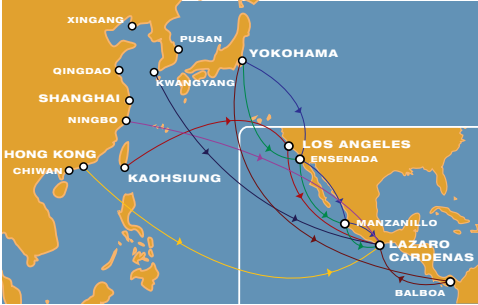 XINGANG
PUSAN
YOKOHAMA
QINGDAO
KWANGYANG
SHANGHAI
NINGBO
LOS ANGELES
HONG KONG
ENSENADA
CHIWAN
KAOHSIUNG
MANZANILLO
LAZARO
CARDENAS
BALBOA